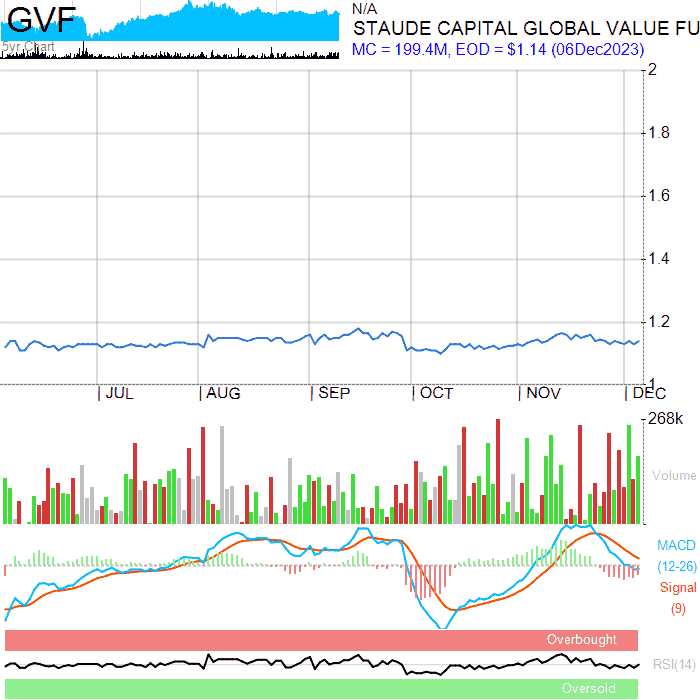 GVF
5yr Chart
N/A
STAUDE CAPITAL GLOBAL VALUE FU
MC = 199.4M, EOD = $1.14 (06Dec2023)
2
1.8
1.6
1.4
1.2
1
JUL AUG SEP OCT NOV DEC
268k
Volume
MACD
(12-26)
Signal
(9)
Overbought
RSI(14)
Oversold